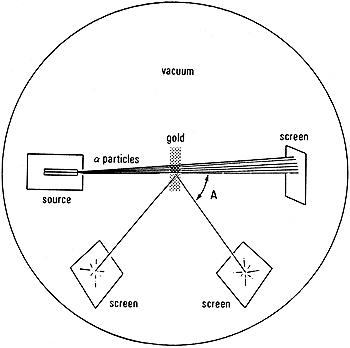 vacuum
gold
screen
α particles
source
A
screen
screen